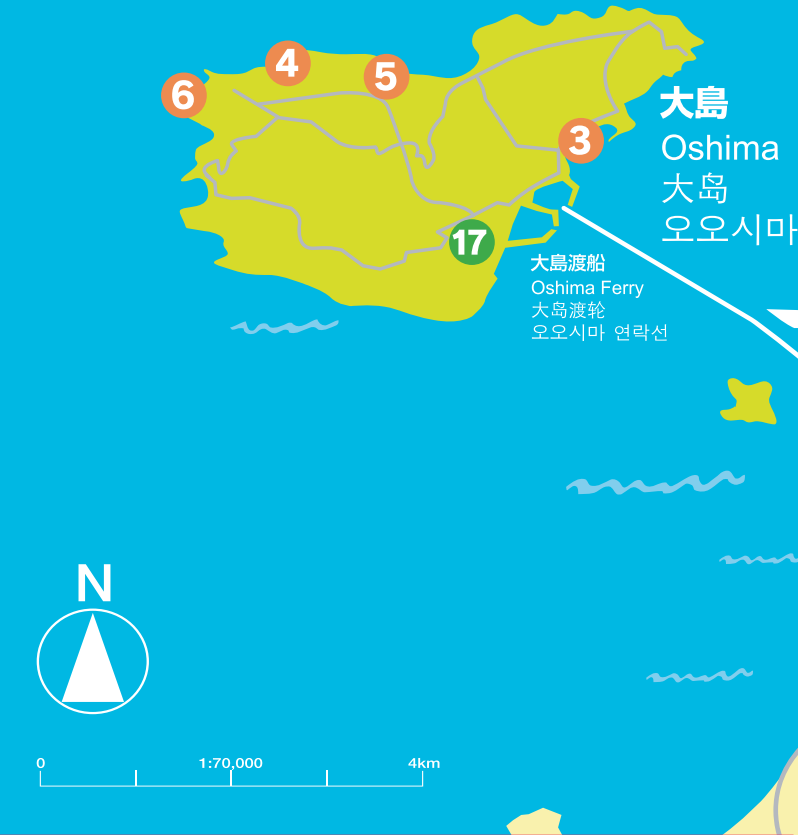 4
5
6
3
17
大島
Oshima
大岛
오오시마
大島渡船
Oshima Ferry
大岛渡轮
오오시마 연락선
N
0 1:70,000 4km